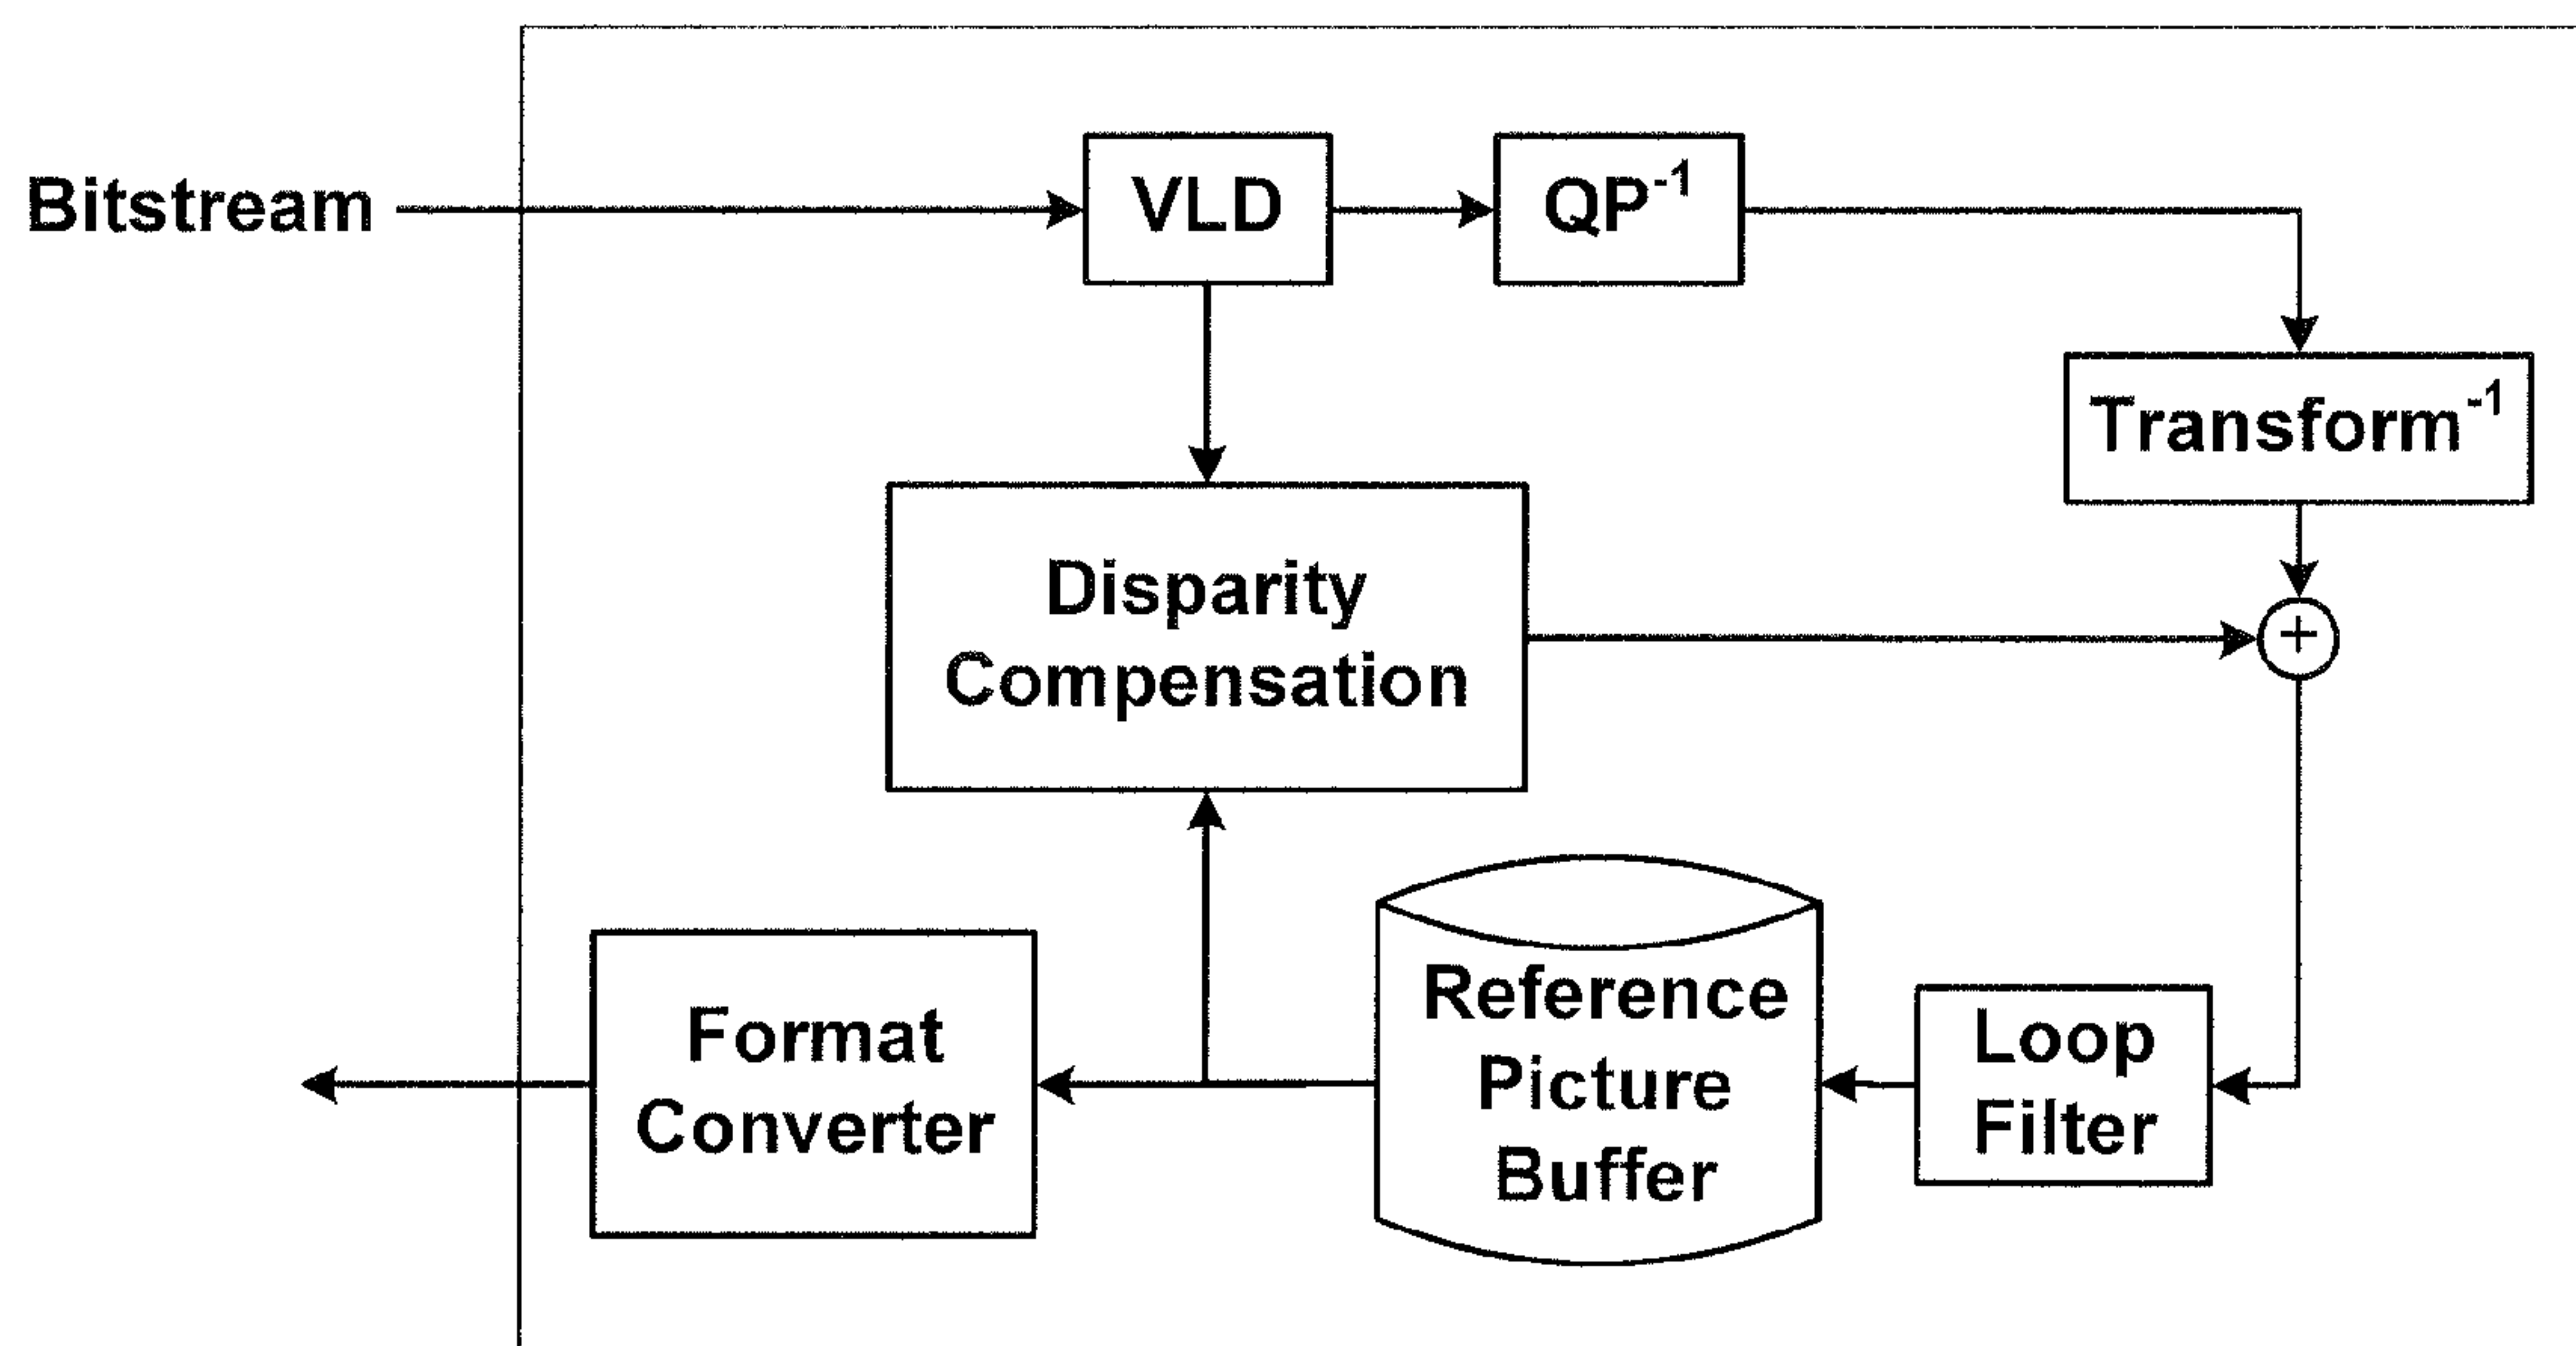 Bitstream
VLD
QP⁻¹
Transform⁻¹
Disparity
Compensation
+
Format
Converter
Reference
Picture
Buffer
Loop
Filter